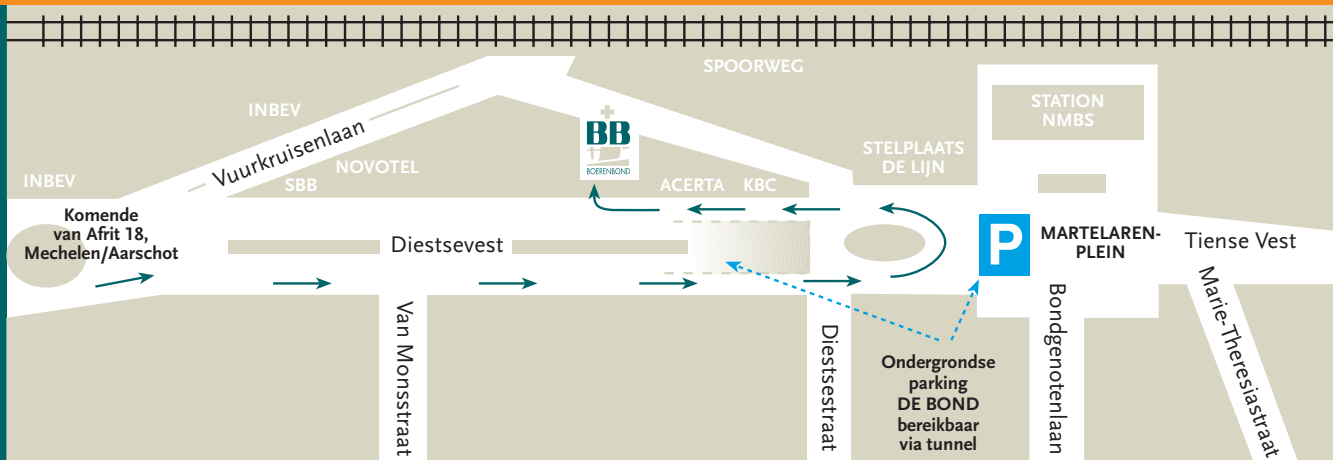 SPOORWEG
STATION
NMBS
INBEV
Vuurkruisenlaan
BB
BOERENBOND
STELPLAATS
DE LIJN
NOVOTEL
INBEV
SBB
ACERTA
KBC
Komende
van Afrit 18,
Mechelen/Aarschot
Diestsevest
P
MARTELAREN-
PLEIN
Tiense Vest
Van Monsstraat
Diestsestraat
Ondergrondse
parking
DE BOND
bereikbaar
via tunnel
Bondgenotenlaan
Marie-Theresiastraat